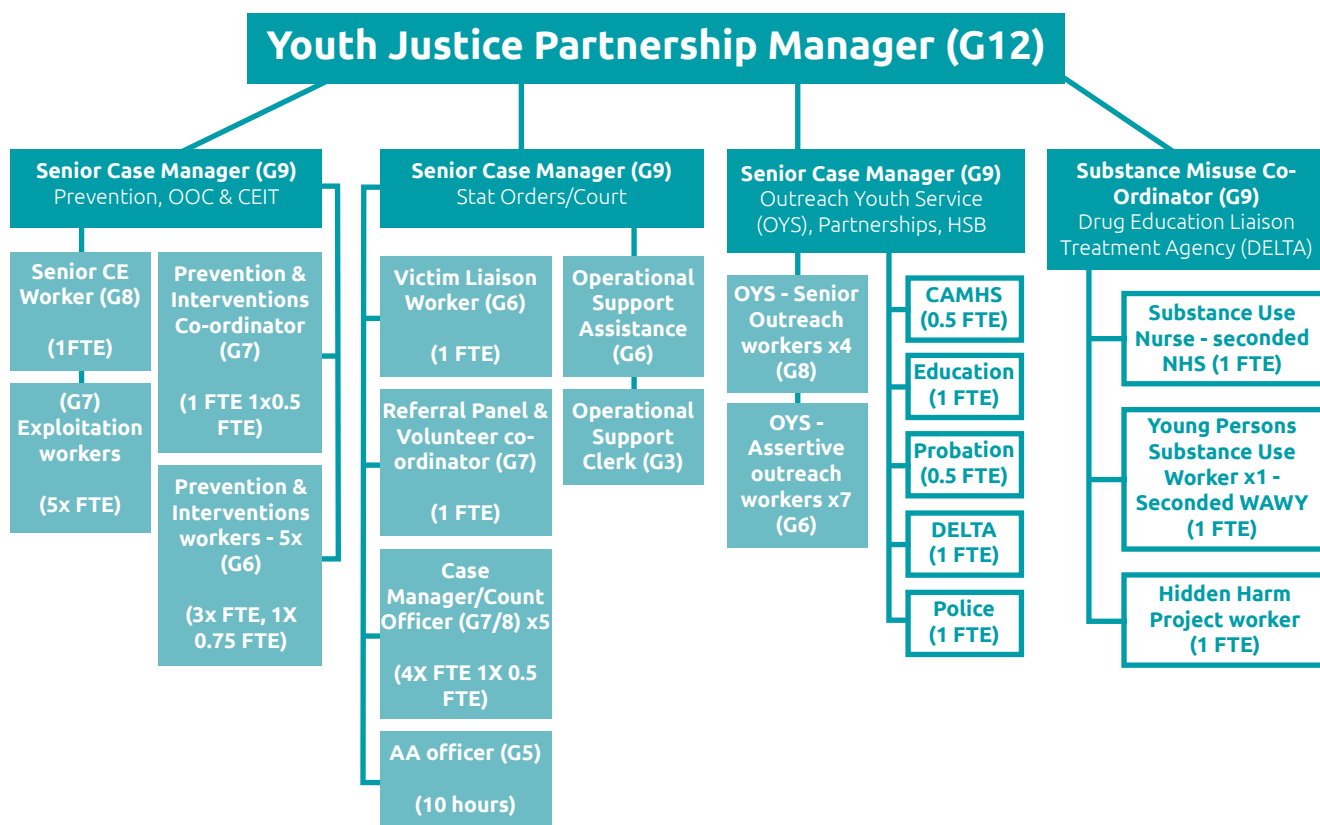 Youth Justice Partnership Manager (G12)
Senior Case Manager (G9)
Prevention, OOC & CEIT
Senior CE
Worker (G8)
(1FTE)
(G7)
Exploitation
workers
(5x FTE)
Prevention &
Interventions
Co-ordinator
(G7)
(1 FTE 1x0.5
FTE)
Prevention &
Interventions
workers - 5x
(G6)
(3x FTE, 1X
0.75 FTE)
Senior Case Manager (G9)
Stat Orders/Court
Victim Liaison
Worker (G6)
(1 FTE)
Referral Panel &
Volunteer co-
ordinator (G7)
(1 FTE)
Case
Manager/Count
Officer (G7/8) x5
(4X FTE 1X 0.5
FTE)
AA officer (G5)
(10 hours)
Operational
Support
Assistance
(G6)
Operational
Support
Clerk (G3)
Senior Case Manager (G9)
Outreach Youth Service
(OYS), Partnerships, HSB
OYS - Senior
Outreach
workers x4
(G8)
OYS -
Assertive
outreach
workers x7
(G6)
CAMHS
(0.5 FTE)
Education
(1 FTE)
Probation
(0.5 FTE)
DELTA
(1 FTE)
Police
(1 FTE)
Substance Misuse Co-
Ordinator (G9)
Drug Education Liaison
Treatment Agency (DELTA)
Substance Use
Nurse - seconded
NHS (1 FTE)
Young Persons
Substance Use
Worker x1 -
Seconded WAWY
(1 FTE)
Hidden Harm
Project worker
(1 FTE)